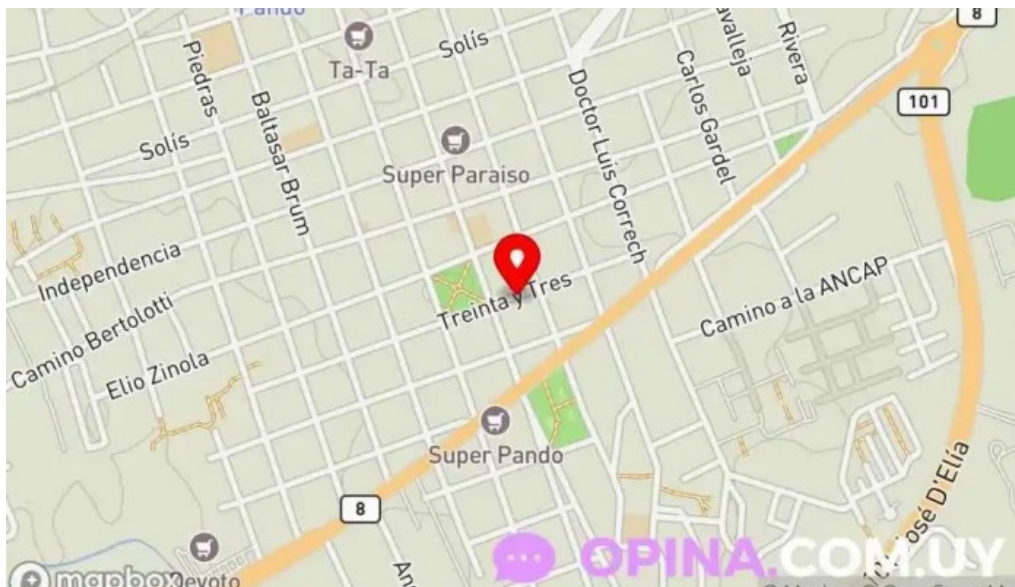 Pando
8
Ta-Ta
Solís
Piedras
Baltasar Brum
Doctor Luis Correch
Carlos Gardel
Rivera
101
Solís
Super Paraiso
Independencia
Camino Bertolotti
Elio Zinola
Treinta y Tres
Camino a la ANCAP
Super Pando
8
José D'Elía
mapbox
Devoto
OPINA.COM.UY